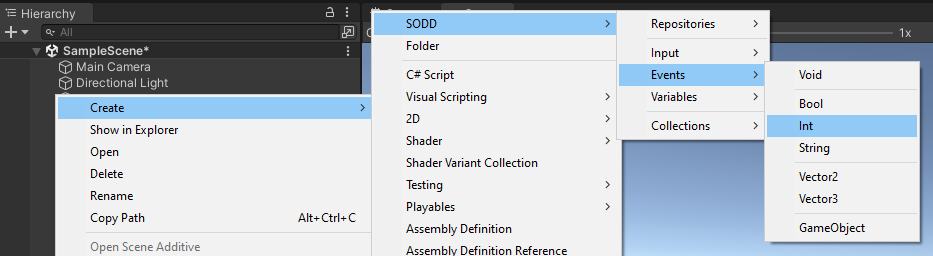 Hierarchy
All
SampleScene*
Main Camera
Directional Light
Create
Show in Explorer
Open
Delete
Rename
Copy Path Alt+Ctrl+C
Open Scene Additive
SODD
Folder
C# Script
Visual Scripting
2D
Shader
Shader Variant Collection
Testing
Playables
Assembly Definition
Assembly Definition Reference
Repositories
Input
Events
Variables
Collections
1x
Void
Bool
Int
String
Vector2
Vector3
GameObject